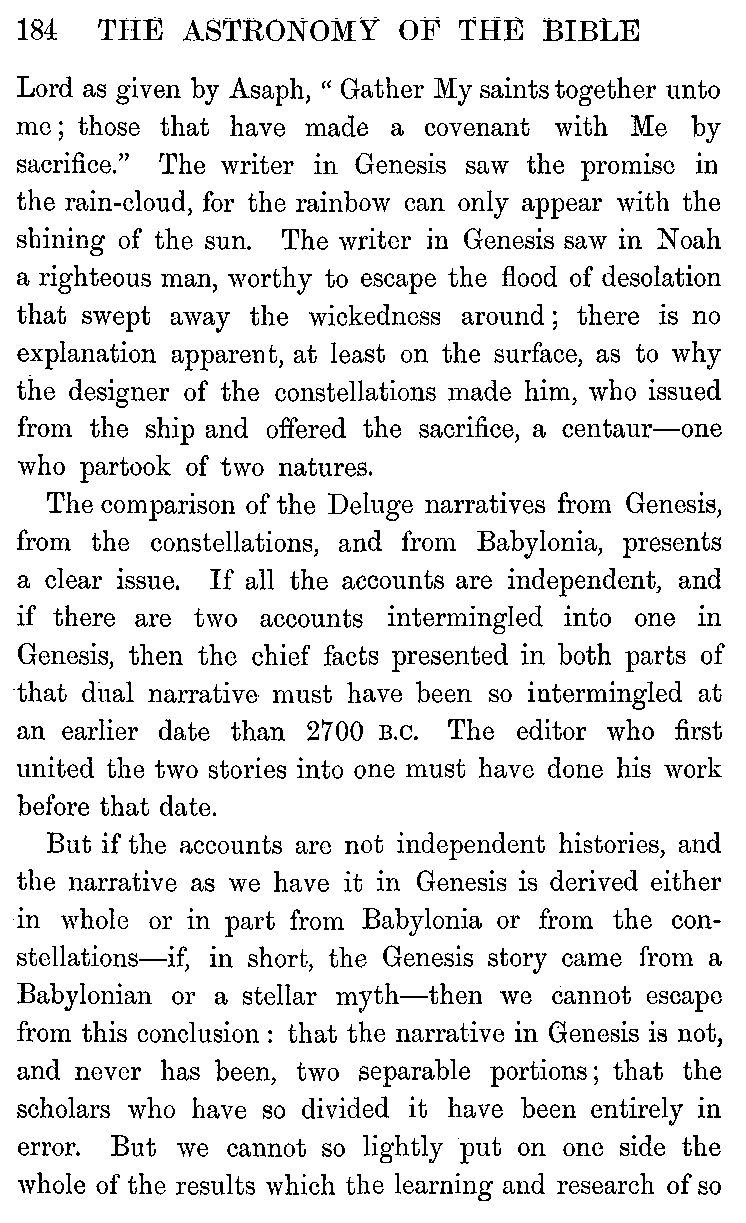 184 THE ASTRONOMY OF THE BIBLE
Lord as given by Asaph, “ Gather My saints together unto
me ; those that have made a covenant with Me by
sacrifice.” The writer in Genesis saw the promise in
the rain-cloud, for the rainbow can only appear with the
shining of the sun. The writer in Genesis saw in Noah
a righteous man, worthy to escape the flood of desolation
that swept away the wickedness around ; there is no
explanation apparent, at least on the surface, as to why
the designer of the constellations made him, who issued
from the ship and offered the sacrifice, a centaur—one
who partook of two natures.
The comparison of the Deluge narratives from Genesis,
from the constellations, and from Babylonia, presents
a clear issue. If all the accounts are independent, and
if there are two accounts intermingled into one in
Genesis, then the chief facts presented in both parts of
that dual narrative must have been so intermingled at
an earlier date than 2700 B.C. The editor who first
united the two stories into one must have done his work
before that date.
But if the accounts are not independent histories, and
the narrative as we have it in Genesis is derived either
in whole or in part from Babylonia or from the con-
stellations—if, in short, the Genesis story came from a
Babylonian or a stellar myth—then we cannot escape
from this conclusion : that the narrative in Genesis is not,
and never has been, two separable portions ; that the
scholars who have so divided it have been entirely in
error. But we cannot so lightly put on one side the
whole of the results which the learning and research of so